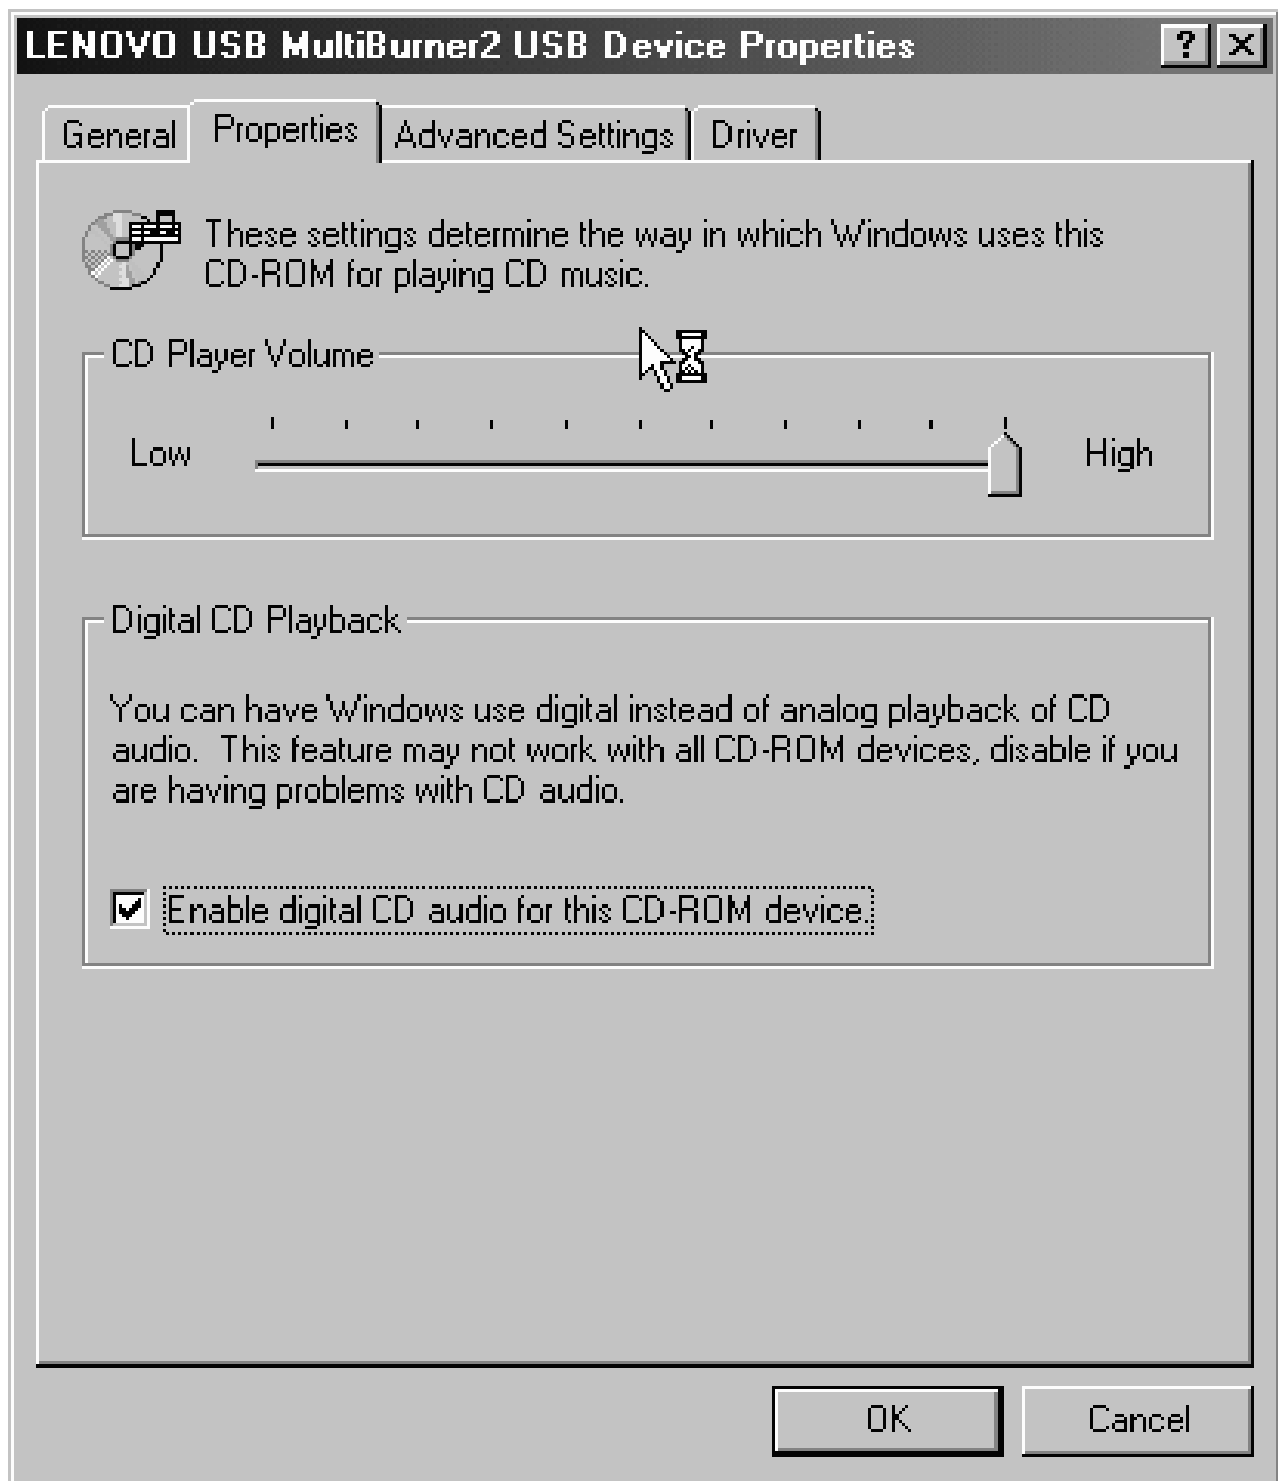 LENOVO USB MultiBurner2 USB Device Properties
?
X
General
Properties
Advanced Settings
Driver
These settings determine the way in which Windows uses this
CD-ROM for playing CD music.
CD Player Volume
Low
High
Digital CD Playback
You can have Windows use digital instead of analog playback of CD
audio.  This feature may not work with all CD-ROM devices, disable if you
are having problems with CD audio.
Enable digital CD audio for this CD-ROM device.
OK
Cancel